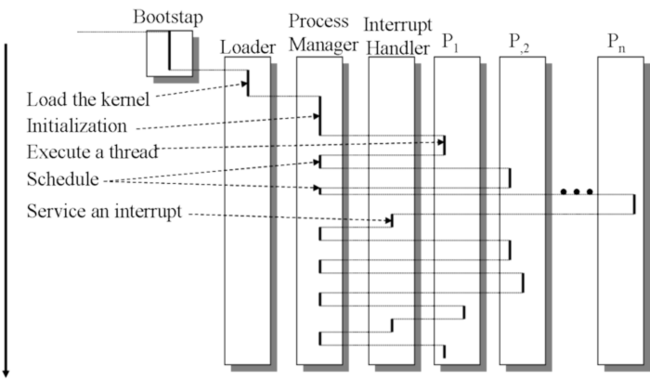 Bootstap
Loader
Process
Manager
Interrupt
Handler
P1
P,2
Pn
Load the kernel
Initialization
Execute a thread
Schedule
Service an interrupt